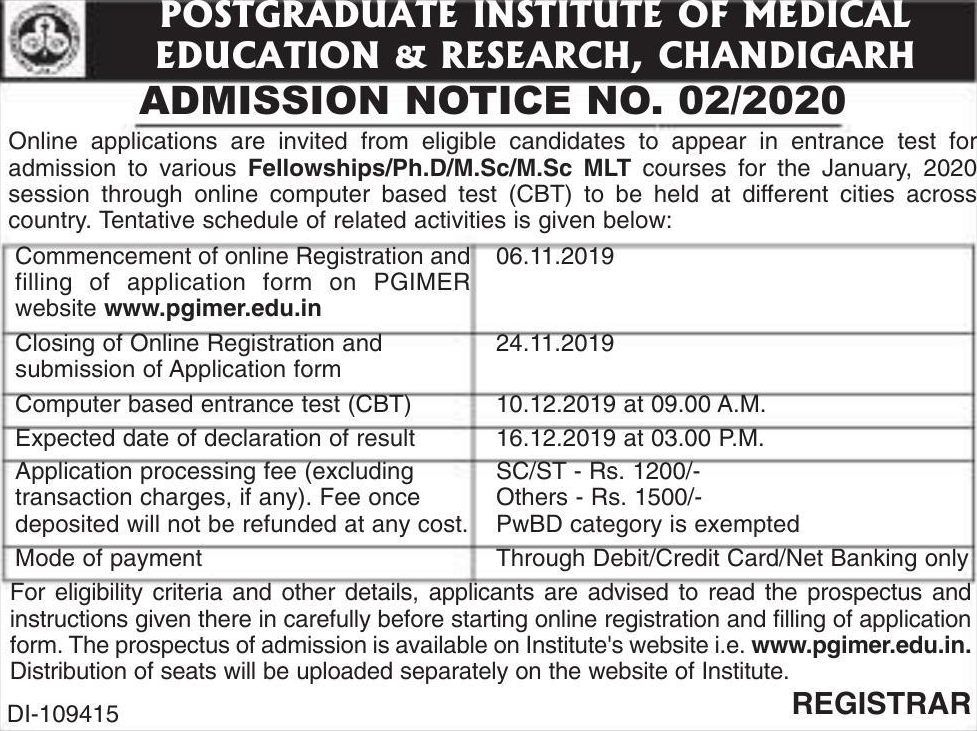 POSTGRADUATE INSTITUTE OF MEDICAL
EDUCATION & RESEARCH, CHANDIGARH
ADMISSION NOTICE NO. 02/2020
Online applications are invited from eligible candidates to appear in entrance test for
admission to various Fellowships/Ph.D/M.Sc/M.Sc MLT courses for the January, 2020
session through online computer based test (CBT) to be held at different cities across
country. Tentative schedule of related activities is given below:
Commencement of online Registration and
filling of application form on PGIMER
website www.pgimer.edu.in
06.11.2019
Closing of Online Registration and
submission of Application form
24.11.2019
Computer based entrance test (CBT)
10.12.2019 at 09.00 A.M.
Expected date of declaration of result
16.12.2019 at 03.00 P.M.
Application processing fee (excluding
transaction charges, if any). Fee once
deposited will not be refunded at any cost.
SC/ST - Rs. 1200/-
Others - Rs. 1500/-
PwBD category is exempted
Mode of payment
Through Debit/Credit Card/Net Banking only
For eligibility criteria and other details, applicants are advised to read the prospectus and
instructions given there in carefully before starting online registration and filling of application
form. The prospectus of admission is available on Institute's website i.e. www.pgimer.edu.in.
Distribution of seats will be uploaded separately on the website of Institute.
REGISTRAR
DI-109415